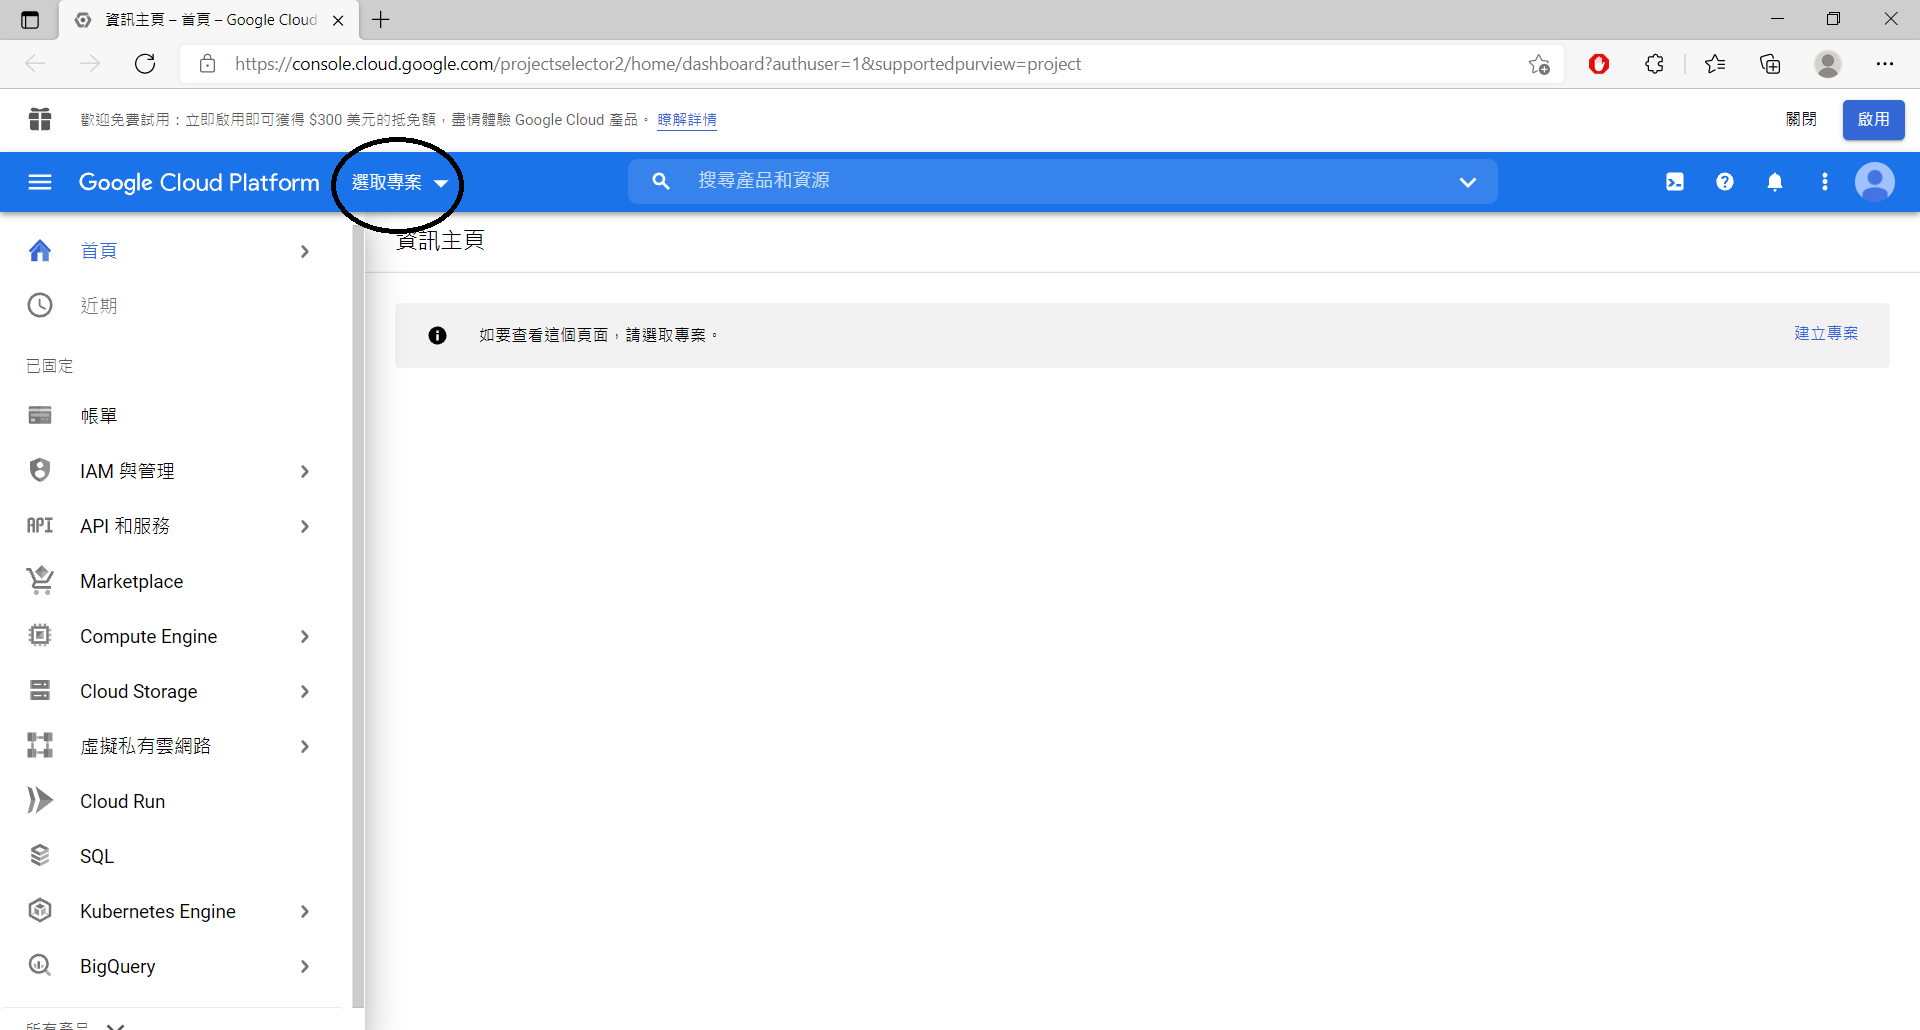 資訊主頁 – 首頁 – Google Cloud
https://console.cloud.google.com/projectselector2/home/dashboard?authuser=1&supportedpurview=project
歡迎免費試用：立即啟用即可獲得 $300 美元的抵免額，盡情體驗 Google Cloud 產品。 瞭解詳情
關閉
啟用
Google Cloud Platform
選取專案
搜尋產品和資源
首頁
近期
已固定
帳單
IAM 與管理
API API 和服務
Marketplace
Compute Engine
Cloud Storage
虛擬私有雲網路
Cloud Run
SQL
Kubernetes Engine
BigQuery
所有產品
資訊主頁
如要查看這個頁面，請選取專案。
建立專案